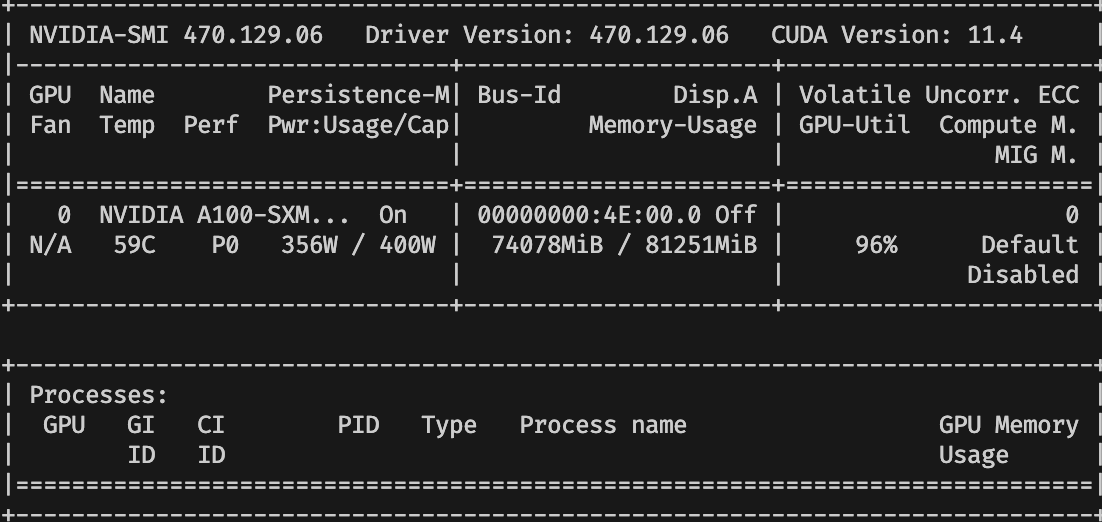 +-----------------------------------------------------------------------------+
| NVIDIA-SMI 470.129.06   Driver Version: 470.129.06   CUDA Version: 11.4     |
|-------------------------------+----------------------+----------------------+
| GPU  Name        Persistence-M| Bus-Id        Disp.A | Volatile Uncorr. ECC |
| Fan  Temp  Perf  Pwr:Usage/Cap|         Memory-Usage | GPU-Util  Compute M. |
|                               |                      |               MIG M. |
|===============================+======================+======================|
|   0  NVIDIA A100-SXM...  On   | 00000000:4E:00.0 Off |                    0 |
| N/A   59C    P0   356W / 400W |  74078MiB / 81251MiB |     96%      Default |
|                               |                      |             Disabled |
+-------------------------------+----------------------+----------------------+

+-----------------------------------------------------------------------------+
| Processes:                                                                  |
|  GPU   GI   CI        PID   Type   Process name                  GPU Memory |
|        ID   ID                                                   Usage      |
|=============================================================================|
+-----------------------------------------------------------------------------+